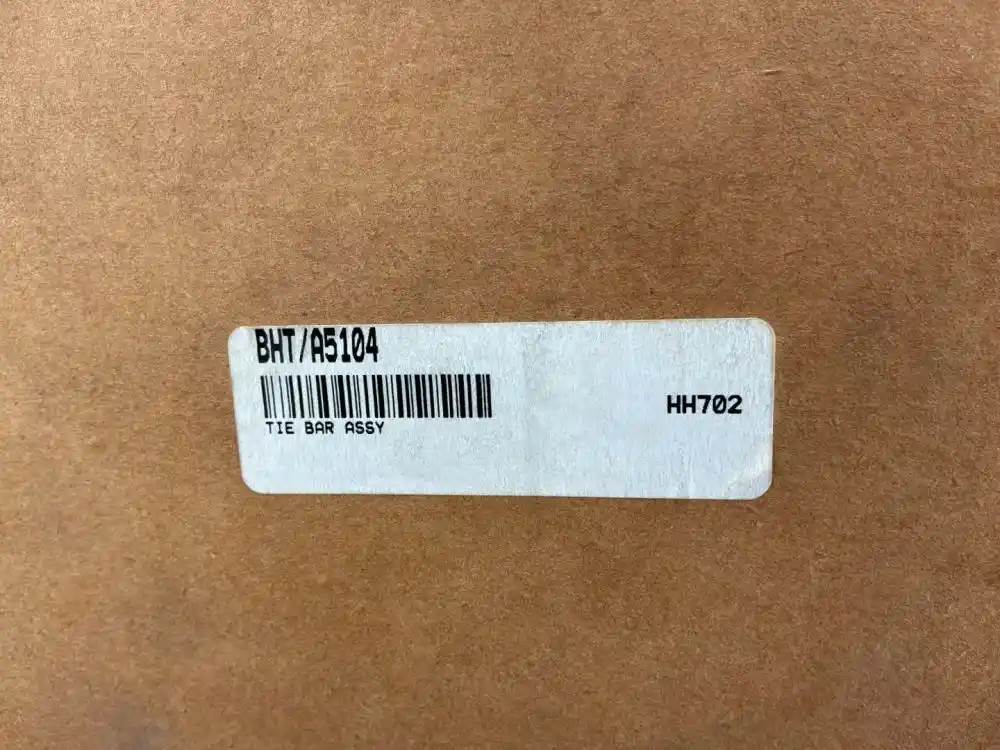 BHT/A5104
HH702
TIE BAR ASSY